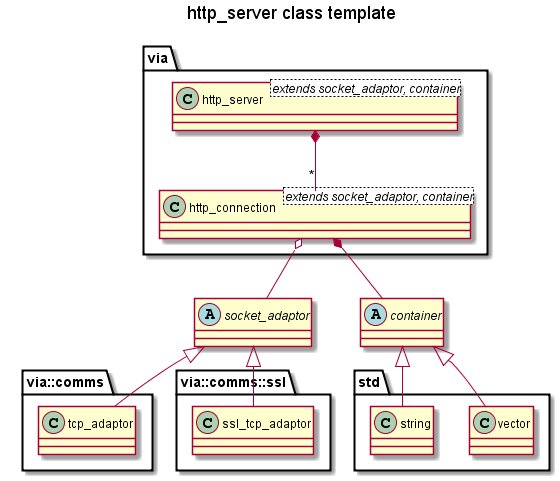 http_server class template
via
C http_server
extends socket_adaptor, container
*
C http_connection
extends socket_adaptor, container
A socket_adaptor
A container
via::comms
via::comms::ssl
std
C tcp_adaptor
C ssl_tcp_adaptor
C string
C vector